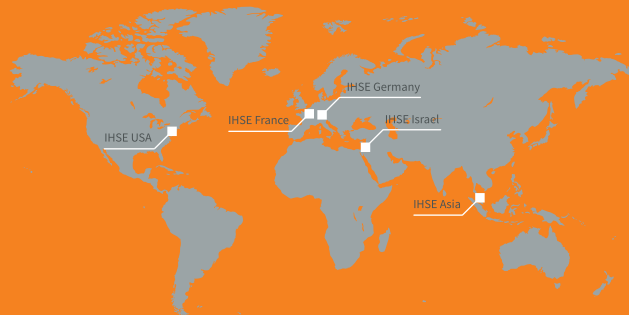 IHSE Germany
IHSE France
IHSE Israel
IHSE USA
IHSE Asia